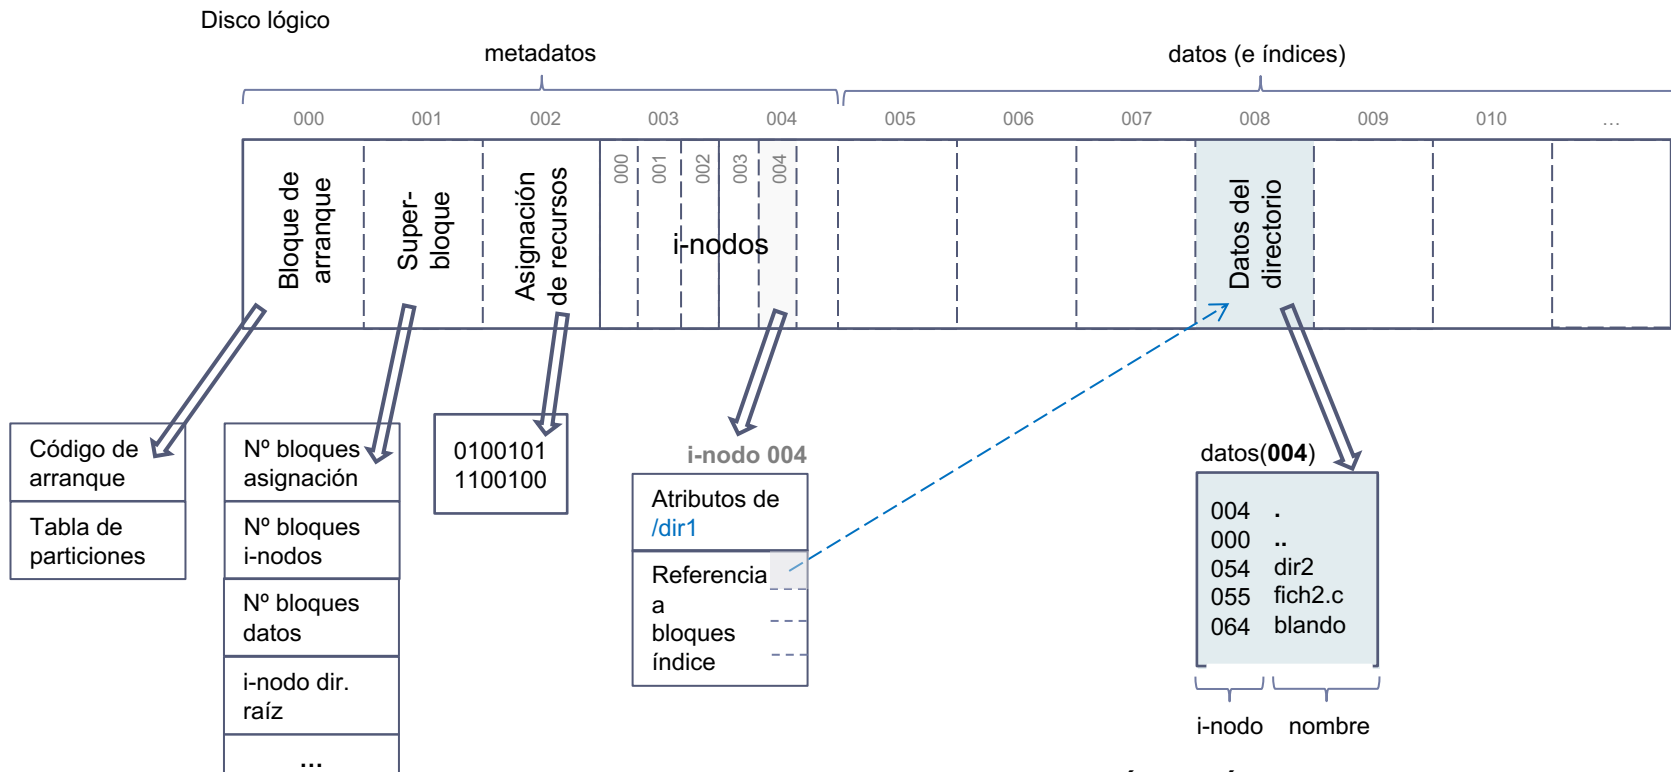 Disco lógico
metadatos
datos (e índices)
000
001
002
003
004
005
006
007
008
009
010
...
Bloque de
arranque
Super-
bloque
Asignación
de recursos
000
001
002
003
004
i-nodos
Datos del
directorio
Código de
arranque
Tabla de
particiones
Nº bloques
asignación
Nº bloques
i-nodos
Nº bloques
datos
i-nodo dir.
raíz
...
0100101
1100100
i-nodo 004
Atributos de
/dir1
Referencia
a
bloques
índice
datos(004)
004 .
000 ..
054 dir2
055 fich2.c
064 blando
i-nodo nombre